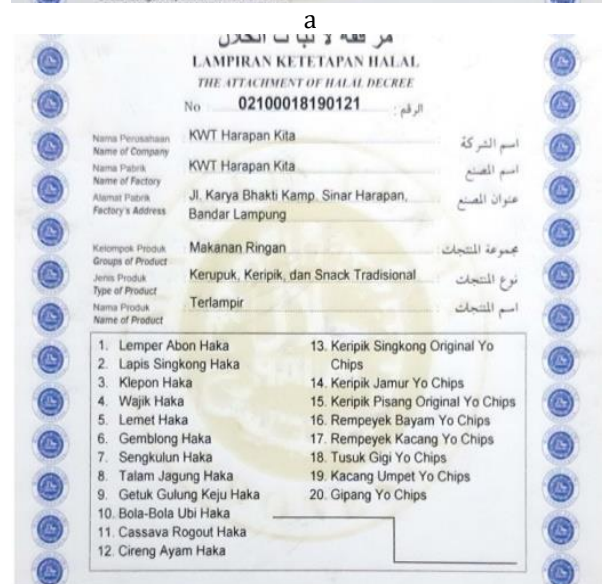 a
LAMPIRAN KETETAPAN HALAL
THE ATTACHMENT OF HALAL DECREE
No : 02100018190121 : الرقم
Nama Perusahaan KWT Harapan Kita اسم الشركة
Name of Company
Nama Pabrik KWT Harapan Kita اسم المصنع
Name of Factory
Alamat Pabrik Jl. Karya Bhakti Kamp. Sinar Harapan, عنوان المصنع
Factory's Address Bandar Lampung
Kelompok Produk Makanan Ringan مجموعة المنتجات
Groups of Product
Jenis Produk Kerupuk, Keripik, dan Snack Tradisional نوع المنتجات
Type of Product
Nama Produk Terlampir اسم المنتجات
Name of Product
1. Lemper Abon Haka
2. Lapis Singkong Haka
3. Klepon Haka
4. Wajik Haka
5. Lemet Haka
6. Gemblong Haka
7. Sengkulun Haka
8. Talam Jagung Haka
9. Getuk Gulung Keju Haka
10. Bola-Bola Ubi Haka
11. Cassava Rogout Haka
12. Cireng Ayam Haka
13. Keripik Singkong Original Yo
Chips
14. Keripik Jamur Yo Chips
15. Keripik Pisang Original Yo Chips
16. Rempeyek Bayam Yo Chips
17. Rempeyek Kacang Yo Chips
18. Tusuk Gigi Yo Chips
19. Kacang Umpet Yo Chips
20. Gipang Yo Chips